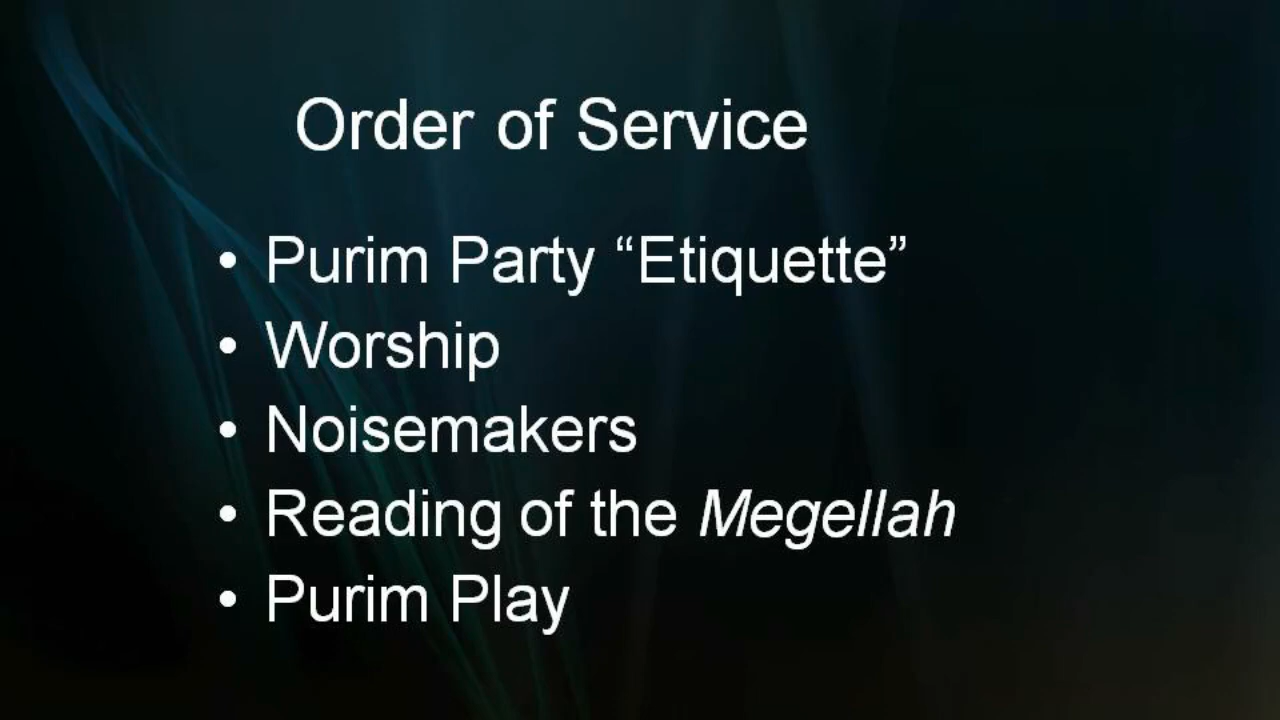 Order of Service
• Purim Party “Etiquette”
• Worship
• Noisemakers
• Reading of the Megellah
• Purim Play